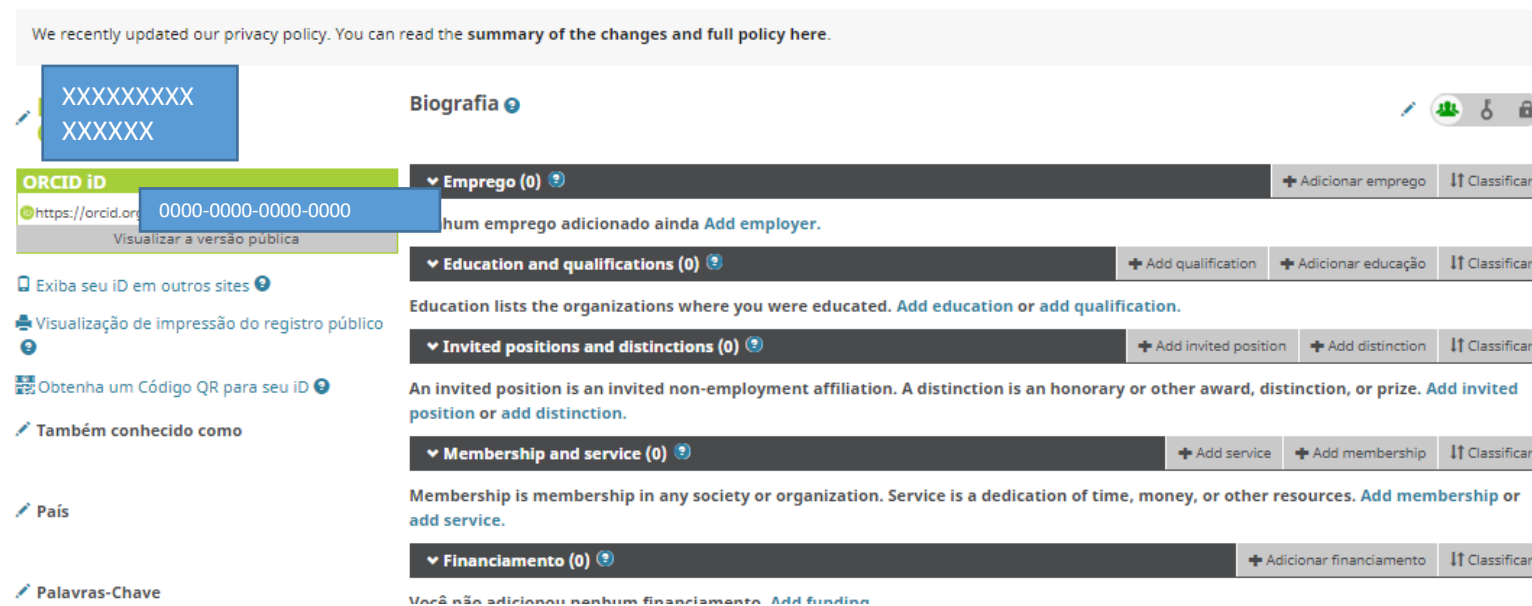 We recently updated our privacy policy. You can read the summary of the changes and full policy here.
XXXXXXXXX
XXXXXX
ORCID iD
https://orcid.org
0000-0000-0000-0000
Visualizar a versão pública
Exiba seu iD em outros sites
Visualização de impressão do registro público
Obtenha um Código QR para seu iD
Também conhecido como
País
Palavras-Chave
Biografia
Emprego (0)
Adicionar emprego
Classificar
emprego adicionado ainda Add employer.
Education and qualifications (0)
Add qualification
Adicionar educação
Classificar
Education lists the organizations where you were educated. Add education or add qualification.
Invited positions and distinctions (0)
Add invited position
Add distinction
Classificar
An invited position is an invited non-employment affiliation. A distinction is an honorary or other award, distinction, or prize. Add invited
position or add distinction.
Membership and service (0)
Add service
Add membership
Classificar
Membership is membership in any society or organization. Service is a dedication of time, money, or other resources. Add membership or
add service.
Financiamento (0)
Adicionar financiamento
Classificar
Você não adicionou nenhum financiamento. Add funding